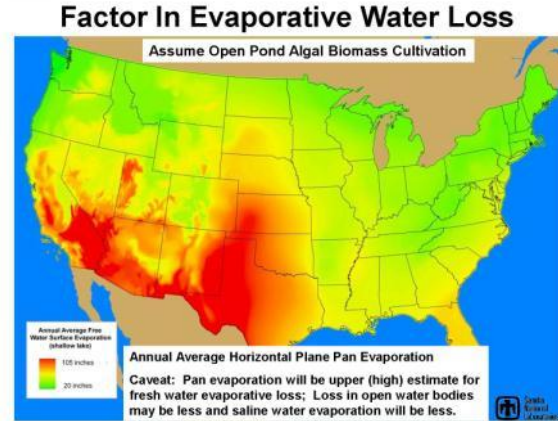 Factor In Evaporative Water Loss
Assume Open Pond Algal Biomass Cultivation
Annual Average Free
Water Surface Evaporation
(shallow lake)
105 inches
20 inches
Annual Average Horizontal Plane Pan Evaporation
Caveat: Pan evaporation will be upper (high) estimate for
fresh water evaporative loss; Loss in open water bodies
may be less and saline water evaporation will be less.
Sandia
National
Laboratories